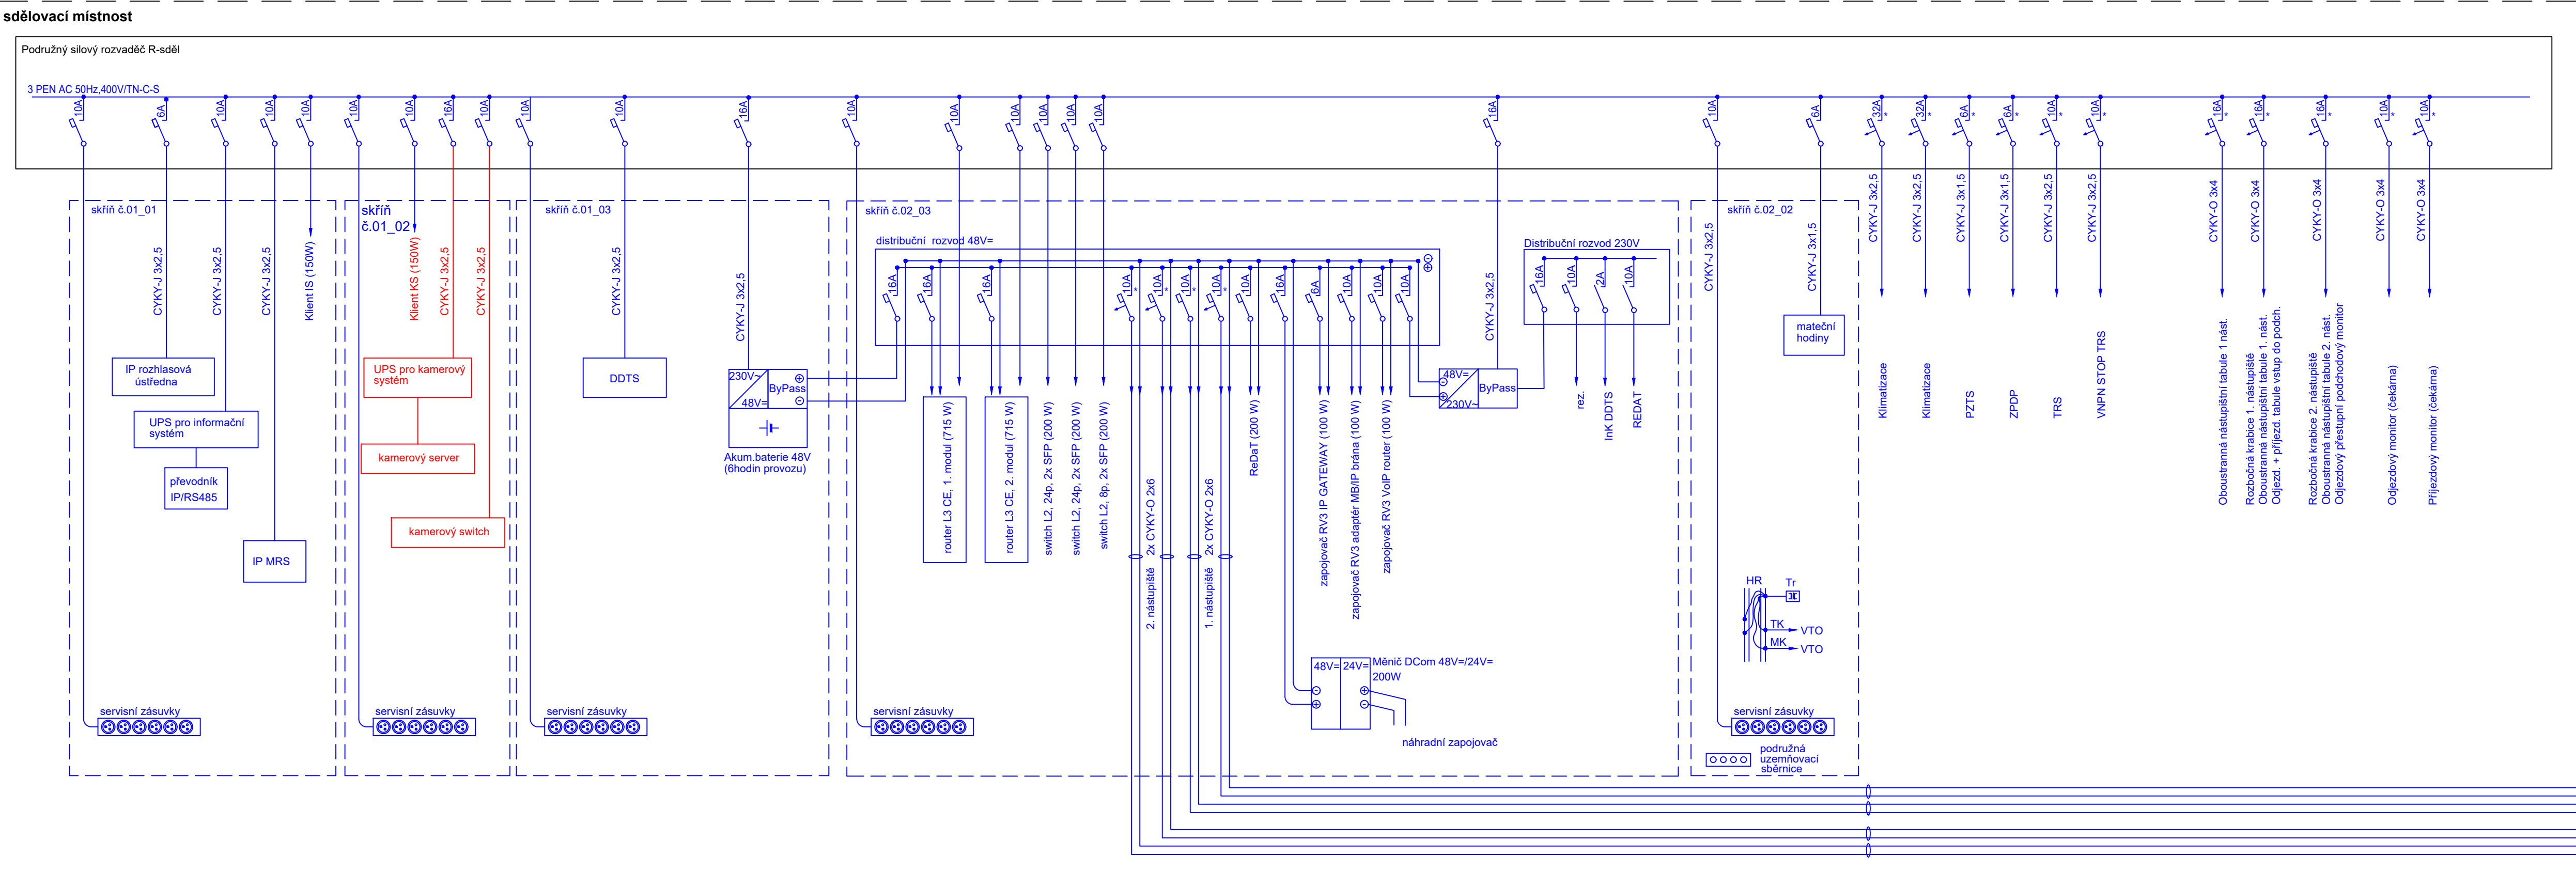 sdělovací místnost
Podružný silový rozvaděč R-sděl
3 PEN AC 50Hz,400V/TN-C-S
10A
6A
10A
10A
10A
10A
10A
16A
10A
10A
10A
16A
10A
10A
10A
10A
10A
10A
16A
10A
6A
32A
*
32A
*
6A
*
6A
*
10A
*
10A
*
16A
*
16A
*
16A
*
10A
*
10A
*
skříň č.01_01
CYKY-J 3x2,5
CYKY-J 3x2,5
CYKY-J 3x2,5
Klient IS (150W)
IP rozhlasová
ústředna
UPS pro informační
systém
převodník
IP/RS485
IP MRS
servisní zásuvky
skříň
č.01_02
Klient KS (150W)
CYKY-J 3x2,5
CYKY-J 3x2,5
UPS pro kamerový
systém
kamerový server
kamerový switch
servisní zásuvky
skříň č.01_03
CYKY-J 3x2,5
DDTS
CYKY-J 3x2,5
230V~
48V=
ByPass
Akum.baterie 48V
(6hodin provozu)
servisní zásuvky
skříň č.02_03
distribuční rozvod 48V=
16A
16A
16A
10A
*
10A
*
10A
*
10A
*
10A
16A
6A
10A
10A
10A
router L3 CE, 1. modul (715 W)
router L3 CE, 2. modul (715 W)
switch L2, 24p, 2x SFP (200 W)
switch L2, 24p, 2x SFP (200 W)
switch L2, 8p, 2x SFP (200 W)
2. nástupiště 2x CYKY-O 2x6
1. nástupiště 2x CYKY-O 2x6
ReDaT (200 W)
zapojovač RV3 IP GATEWAY (100 W)
zapojovač RV3 adaptér MB/IP brána (100 W)
zapojovač RV3 VoIP router (100 W)
CYKY-J 3x2,5
48V=
230V~
ByPass
Distribuční rozvod 230V
16A
10A
2A
10A
rez.
InK DDTS
REDAT
48V=
24V=
Měnič DCom 48V=/24V=
200W
náhradní zapojovač
servisní zásuvky
skříň č.02_02
CYKY-J 3x2,5
CYKY-J 3x1,5
mateční
hodiny
HR
Tr
TK
VTO
MK
VTO
servisní zásuvky
podružná
uzemňovací
sběrnice
CYKY-J 3x2,5
CYKY-J 3x2,5
CYKY-J 3x1,5
CYKY-J 3x1,5
CYKY-J 3x2,5
CYKY-J 3x2,5
CYKY-O 3x4
CYKY-O 3x4
CYKY-O 3x4
CYKY-O 3x4
CYKY-O 3x4
Klimatizace
Klimatizace
PZTS
ZPDP
TRS
VNPN STOP TRS
Oboustranná nástupištní tabule 1 nást.
Rozbočná krabice 1. nástupiště
Oboustranná nástupištní tabule 1. nást.
Odjezd. + příjezd. tabule vstup do podch.
Rozbočná krabice 2. nástupiště
Oboustranná nástupištní tabule 2. nást.
Odjezdový přestupní podchodový monitor
Odjezdový monitor (čekárna)
Příjezdový monitor (čekárna)